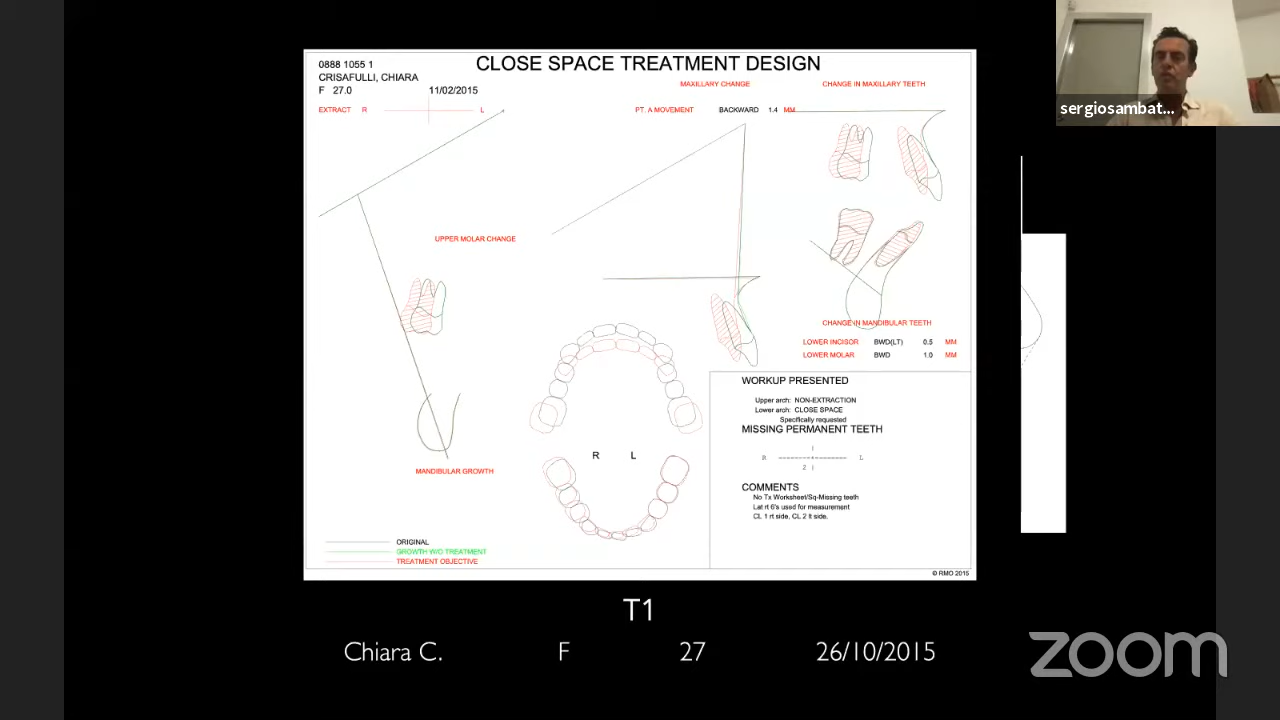 CLOSE SPACE TREATMENT DESIGN
0888 1055 1
CRISAFULLI, CHIARA
F 27.0 11/02/2015
EXTRACT R L
MAXILLARY CHANGE
PT. A MOVEMENT BACKWARD 1.4 MM
CHANGE IN MAXILLARY TEETH
sergiosambat...
UPPER MOLAR CHANGE
CHANGE IN MANDIBULAR TEETH
LOWER INCISOR BWD(LT) 0.5 MM
LOWER MOLAR BWD 1.0 MM
R L
MANDIBULAR GROWTH
WORKUP PRESENTED
Upper arch: NON-EXTRACTION
Lower arch: CLOSE SPACE
Specifically requested
MISSING PERMANENT TEETH
R L
2
COMMENTS
No Tx Worksheet/Sq-Missing teeth
Lat rt 6's used for measurement
CL 1 rt side, CL 2 lt side.
ORIGINAL
GROWTH W/O TREATMENT
TREATMENT OBJECTIVE
© RMO 2015
T1
Chiara C. F 27 26/10/2015
zoom